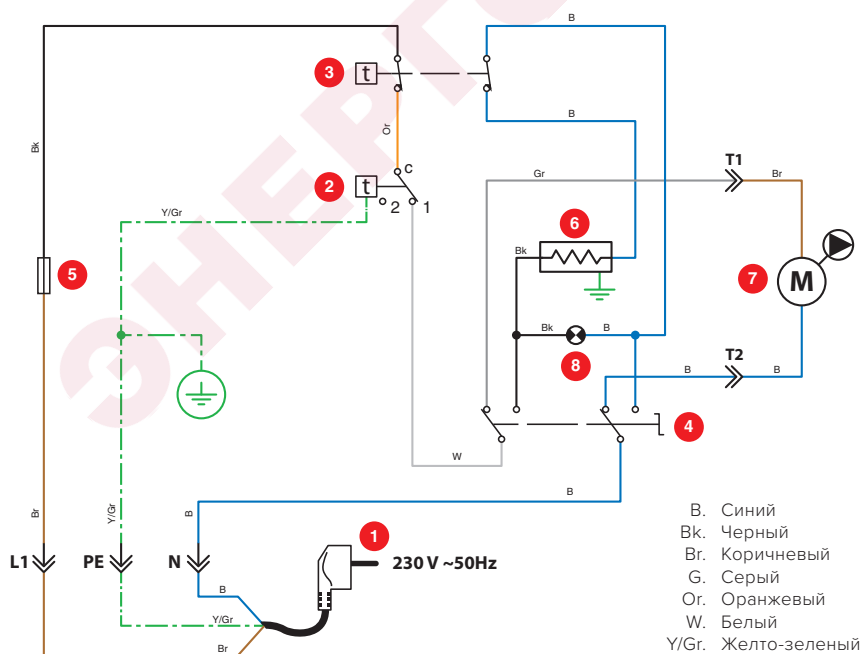 B
3
t
B
Bk
Or
T1
C
Gr
Br
2
t
2
1
Y/Gr
6
Bk
5
7
M
Bk
B
8
T2
B
B
4
W
B
Br
Y/Gr
B
1
L1
PE
N
230 V ~50Hz
B
Y/Gr
Br
B. Синий
Bk. Черный
Br. Коричневый
G. Серый
Or. Оранжевый
W. Белый
Y/Gr. Желто-зеленый
ЭНЕРГО